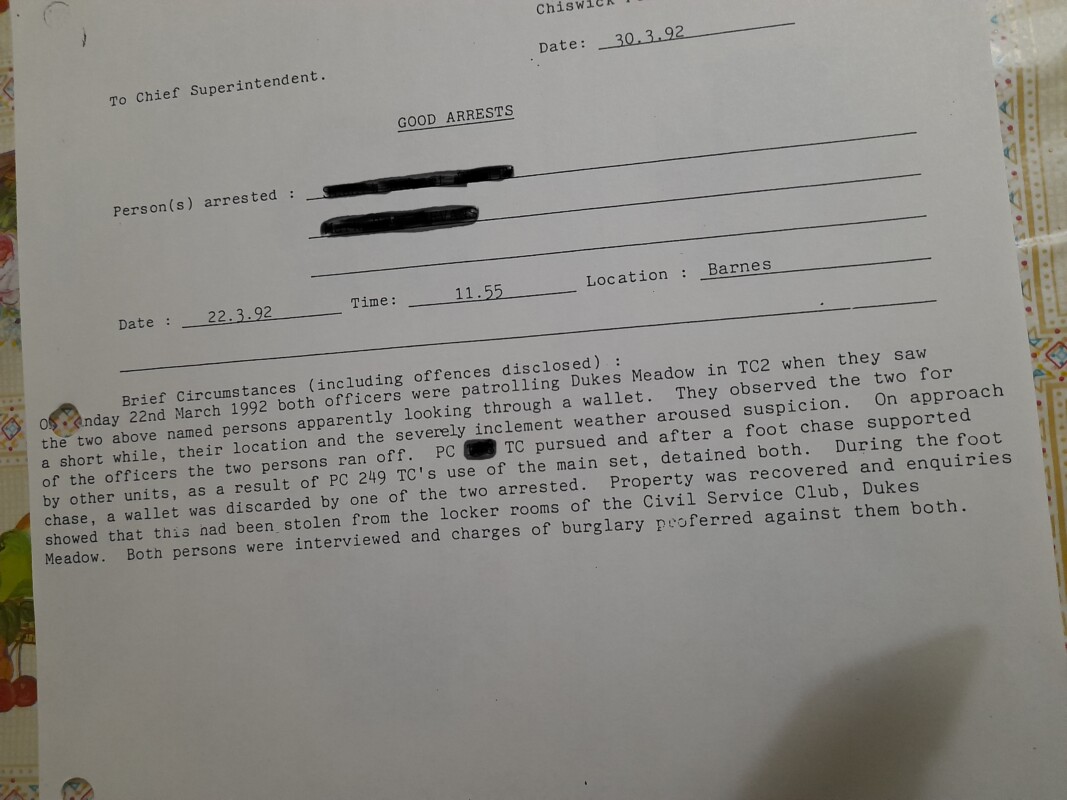 Chiswick
Date: 30.3.92
To Chief Superintendent.
GOOD ARRESTS
Person(s) arrested :
Date : 22.3.92 Time: 11.55 Location : Barnes
Brief Circumstances (including offences disclosed) :
22nd March 1992 both officers were patrolling Dukes Meadow in TC2 when they saw
the two above named persons apparently looking through a wallet. They observed the two for
a short while, their location and the severely inclement weather aroused suspicion. On approach
of the officers the two persons ran off. PC TC pursued and after a foot chase supported
by other units, as a result of PC 249 TC's use of the main set, detained both. During the foot
chase, a wallet was discarded by one of the two arrested. Property was recovered and enquiries
showed that this had been stolen from the locker rooms of the Civil Service Club, Dukes
Meadow. Both persons were interviewed and charges of burglary proferred against them both.